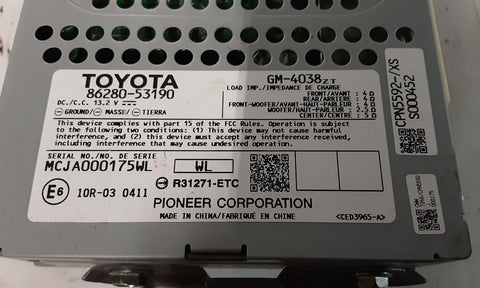 TOYOTA
86280-53190
DC./C.C. 13.2 V
GROUND/ MASSE/ TIERRA
GM-4038ZT
LOAD IMP./IMPEDANCE DE CHARGE
FRONT/AVANT : 4Ω
REAR/ARRIERE : 4Ω
FRONT-WOOFER/AVANT-HAUT-PARLEUR : 4Ω
WOOFER/HAUT-PARLEUR : 2.5Ω
CENTER/CENTRE : 5Ω
This device complies with part 15 of the FCC Rules. Operation is subject
to the following two conditions: (1) This device may not cause harmful
interference, and (2) this device must accept any interference received,
including interference that may cause undesired operation.
SERIAL NO./NO. DE SERIE
MCJA000175WL
WL
E6 10R-03 0411
R31271-ETC
PIONEER CORPORATION
MADE IN CHINA/FABRIQUÉ EN CHINE
<CED3965-A>
CPN5592-/XS
S000452